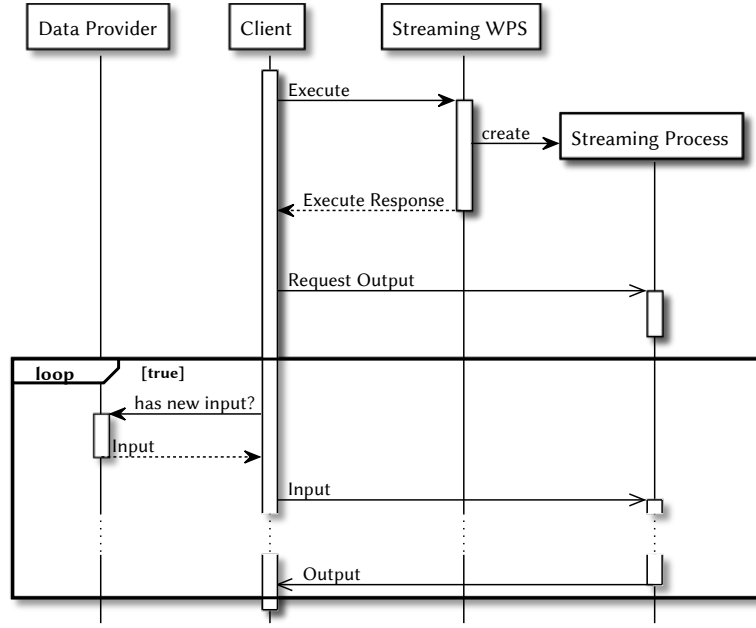 Data Provider
Client
Streaming WPS
Execute
create
Streaming Process
Execute Response
Request Output
loop
[true]
has new input?
Input
Input
Output